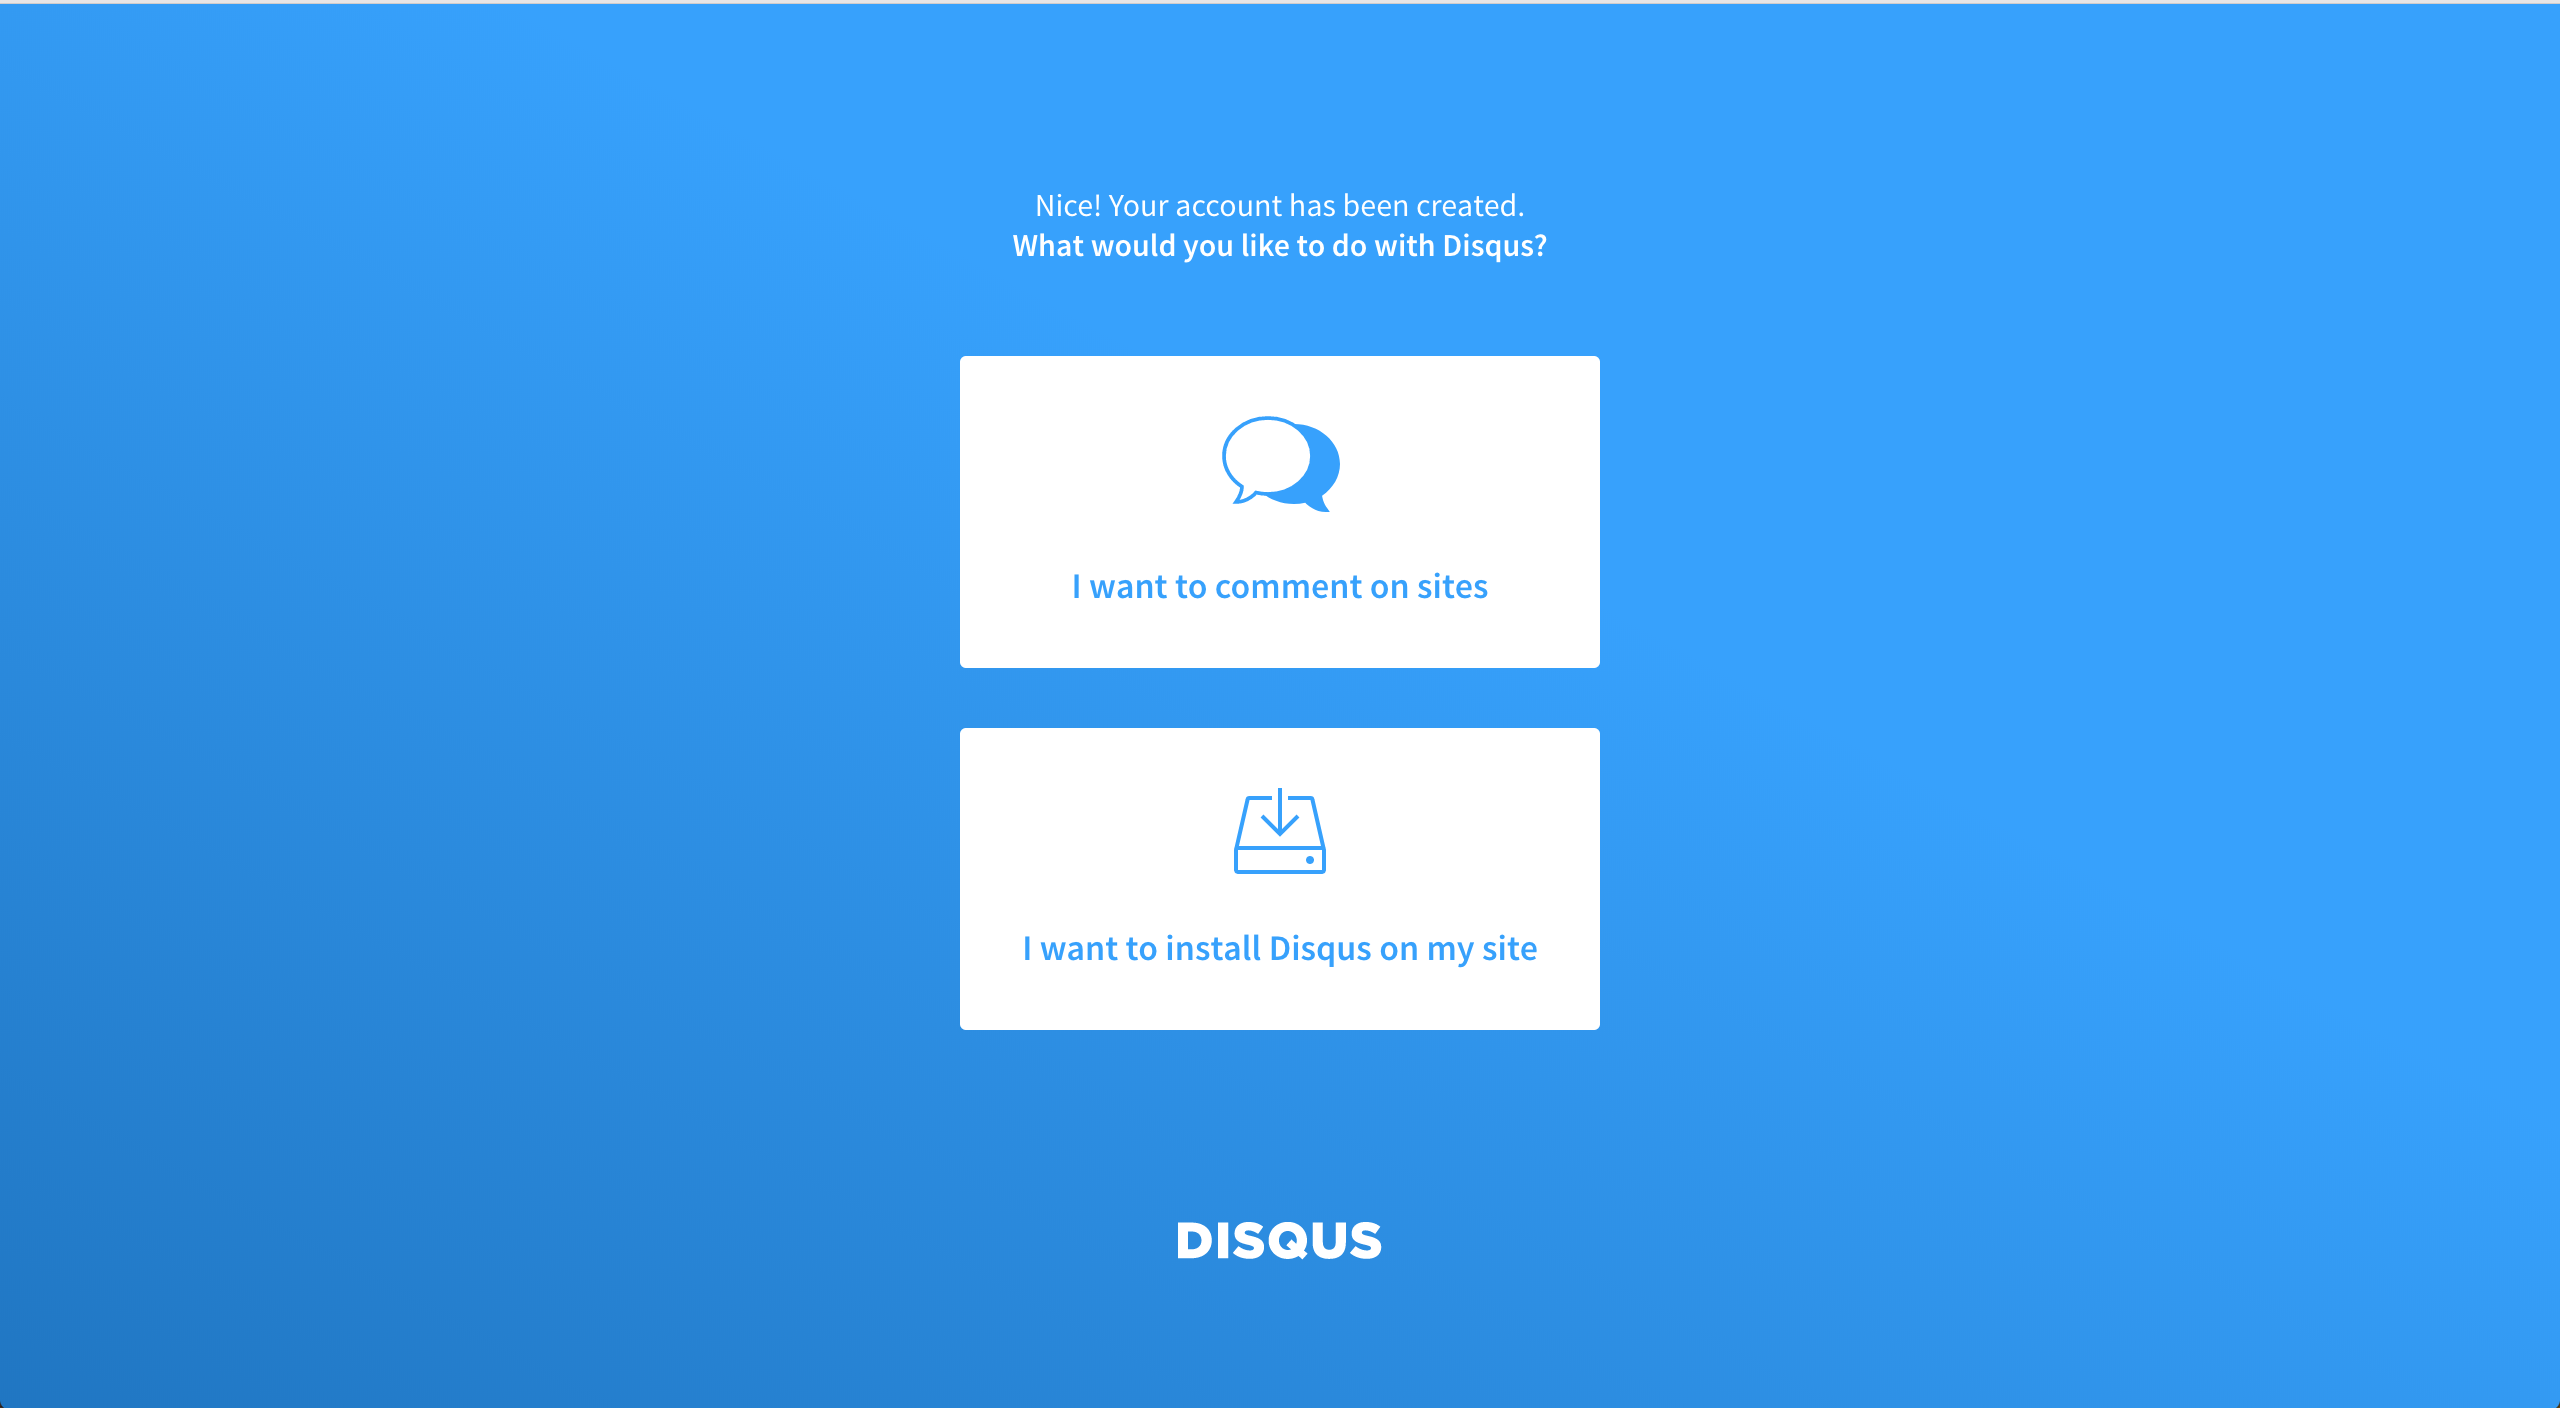 Nice! Your account has been created.
What would you like to do with Disqus?
I want to comment on sites
I want to install Disqus on my site
DISQUS